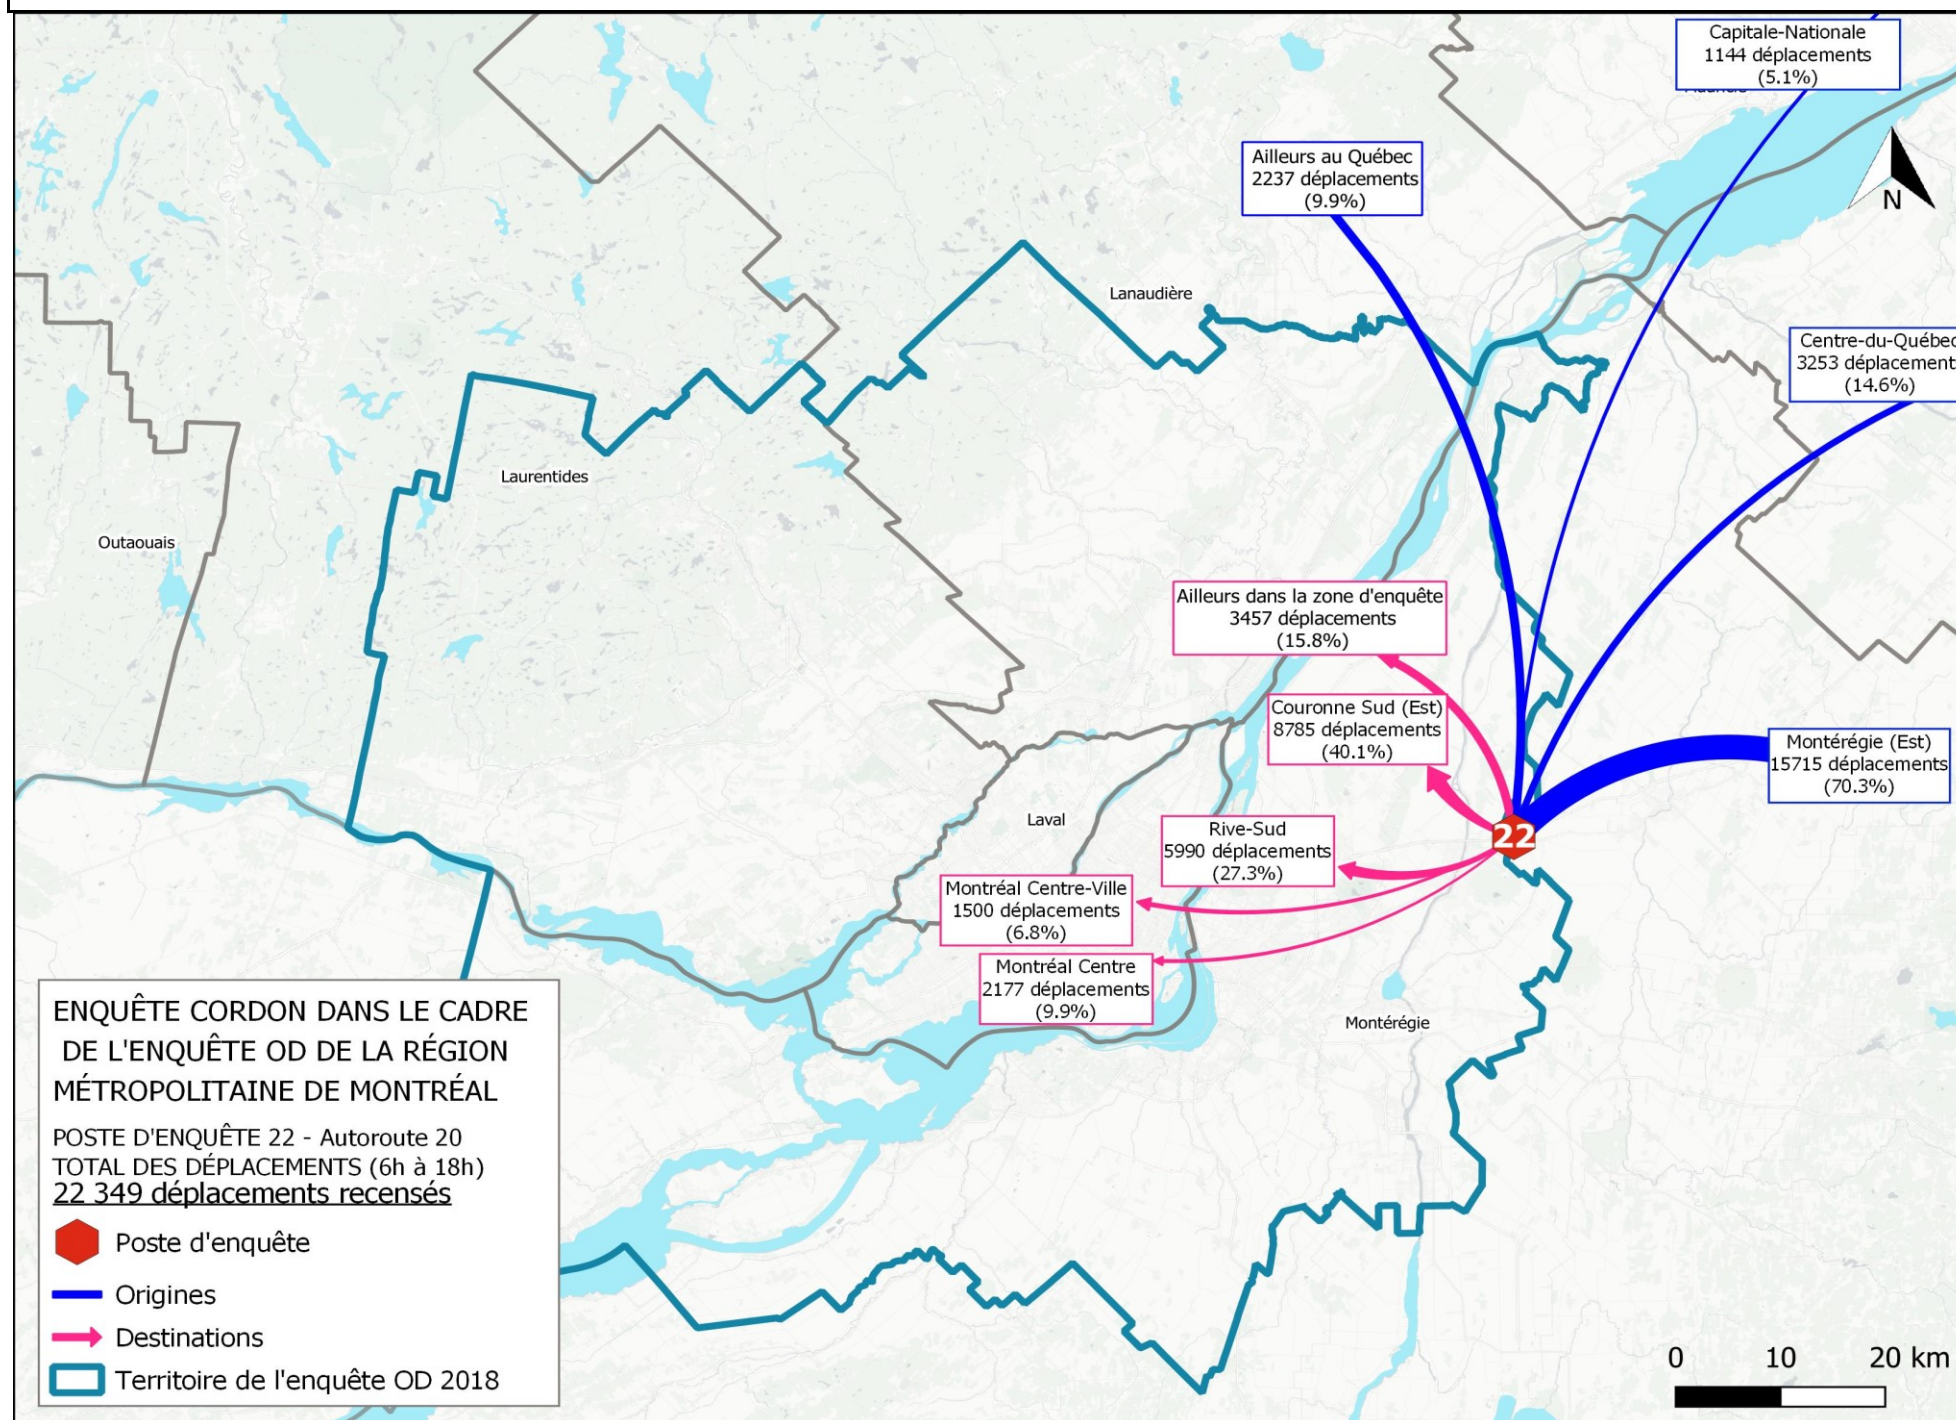 Capitale-Nationale
1144 déplacements
(5.1%)
Ailleurs au Québec
2237 déplacements
(9.9%)
N
Lanaudière
Centre-du-Québec
3253 déplacement
(14.6%)
Laurentides
Outaouais
Ailleurs dans la zone d'enquête
3457 déplacements
(15.8%)
Couronne Sud (Est)
8785 déplacements
(40.1%)
Montérégie (Est)
15715 déplacements
(70.3%)
Laval
22
Rive-Sud
5990 déplacements
(27.3%)
Montréal Centre-Ville
1500 déplacements
(6.8%)
Montréal Centre
2177 déplacements
(9.9%)
Montérégie
ENQUÊTE CORDON DANS LE CADRE
DE L'ENQUÊTE OD DE LA RÉGION
MÉTROPOLITAINE DE MONTRÉAL
POSTE D'ENQUÊTE 22 - Autoroute 20
TOTAL DES DÉPLACEMENTS (6h à 18h)
22 349 déplacements recensés
Poste d'enquête
Origines
Destinations
Territoire de l'enquête OD 2018
0 10 20 km